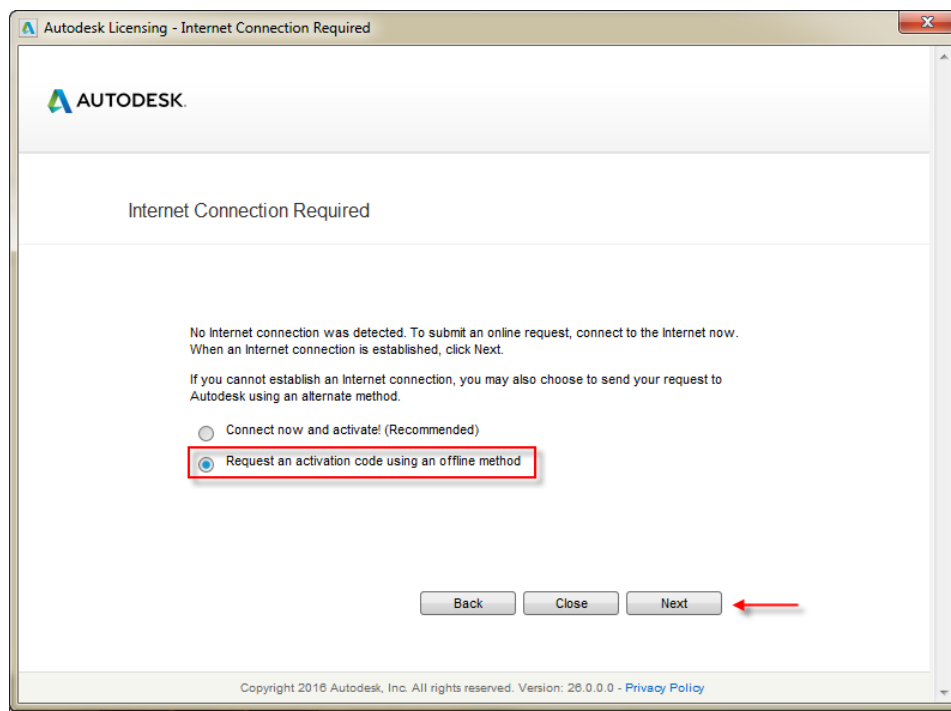 Autodesk Licensing - Internet Connection Required
AUTODESK.
Internet Connection Required
No Internet connection was detected. To submit an online request, connect to the Internet now.
When an Internet connection is established, click Next.
If you cannot establish an Internet connection, you may also choose to send your request to
Autodesk using an alternate method.
Connect now and activate! (Recommended)
Request an activation code using an offline method
Back Close Next
Copyright 2016 Autodesk, Inc. All rights reserved. Version: 26.0.0.0 - Privacy Policy